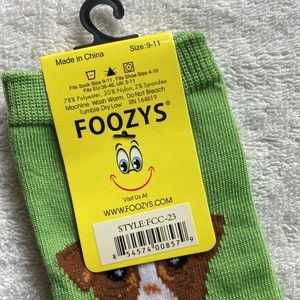 Made in China Size: 9-11
Fits Sock Size 9-11, Fits Shoe Size 4-10
Fits EU:36-46, UK:3-11
78% Polyester, 20% Nylon, 2% Spandex
Machine Wash Warm, Do Not Bleach
Tumble Dry Low RN 164619
FOOZYS®
Visit Us At
WWW.FOOZYS.COM
STYLE:FCC-23
8 54574 00857 9